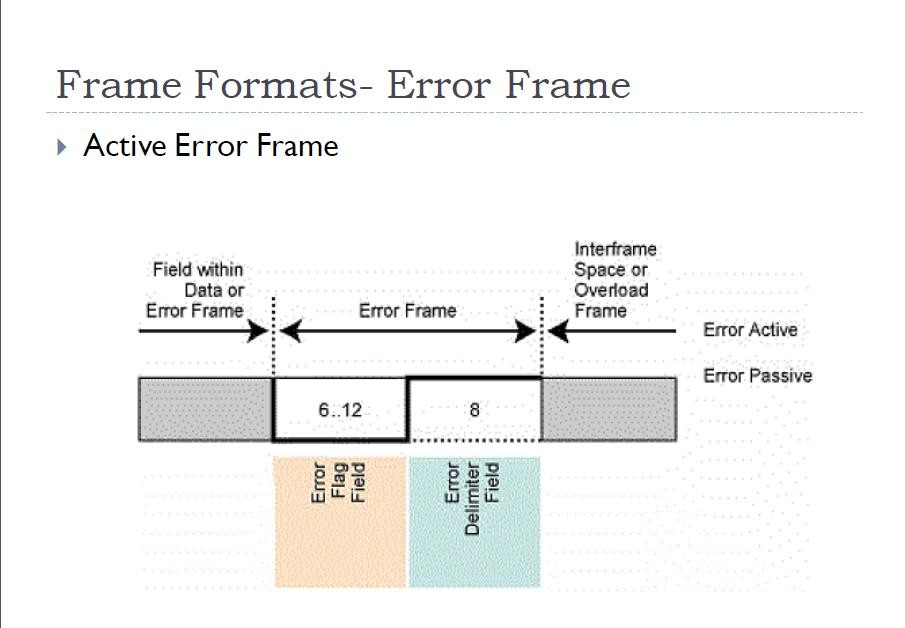 Frame Formats- Error Frame
Active Error Frame
Field within
Data or
Error Frame
Error Frame
Interframe
Space or
Overload
Frame
Error Active
Error Passive
6..12
8
Error
Flag
Field
Error
Delimiter
Field